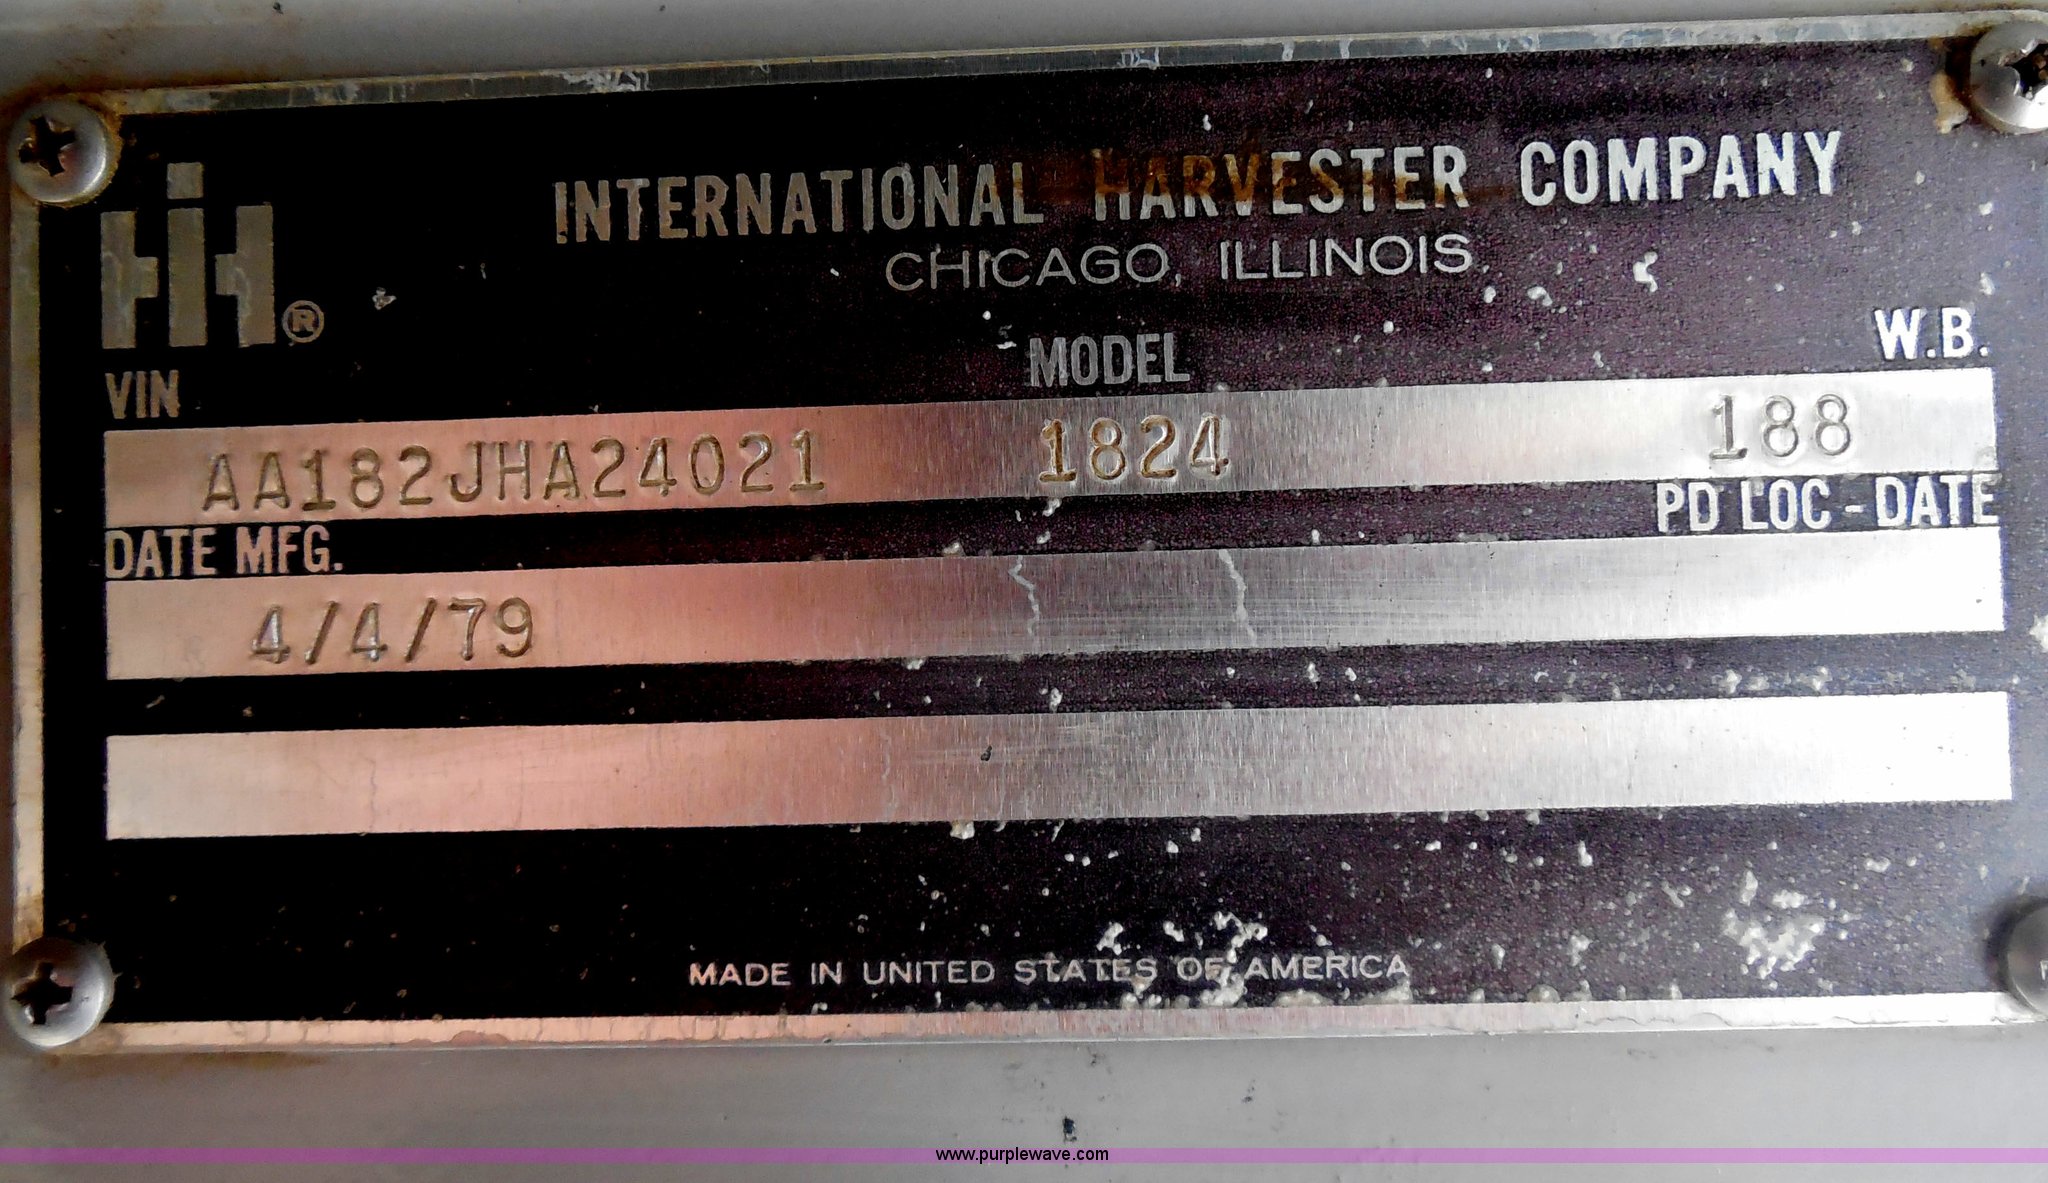 IH®
INTERNATIONAL HARVESTER COMPANY
CHICAGO, ILLINOIS
VIN MODEL W.B.
AA182JHA24021 1824 188
DATE MFG. PD LOC - DATE
4/4/79
MADE IN UNITED STATES OF AMERICA
www.purplewave.com